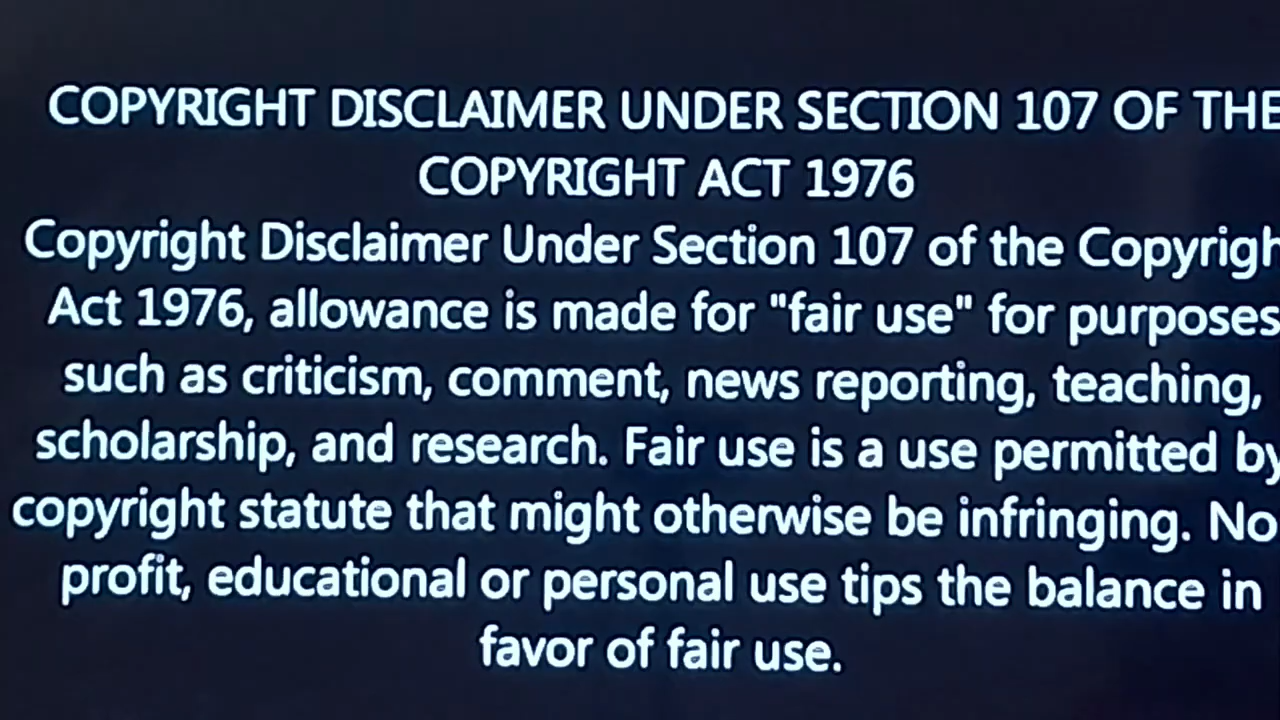 COPYRIGHT DISCLAIMER UNDER SECTION 107 OF THE
COPYRIGHT ACT 1976
Copyright Disclaimer Under Section 107 of the Copyrigh
Act 1976, allowance is made for "fair use" for purposes
such as criticism, comment, news reporting, teaching,
scholarship, and research. Fair use is a use permitted by
copyright statute that might otherwise be infringing. No
profit, educational or personal use tips the balance in
favor of fair use.